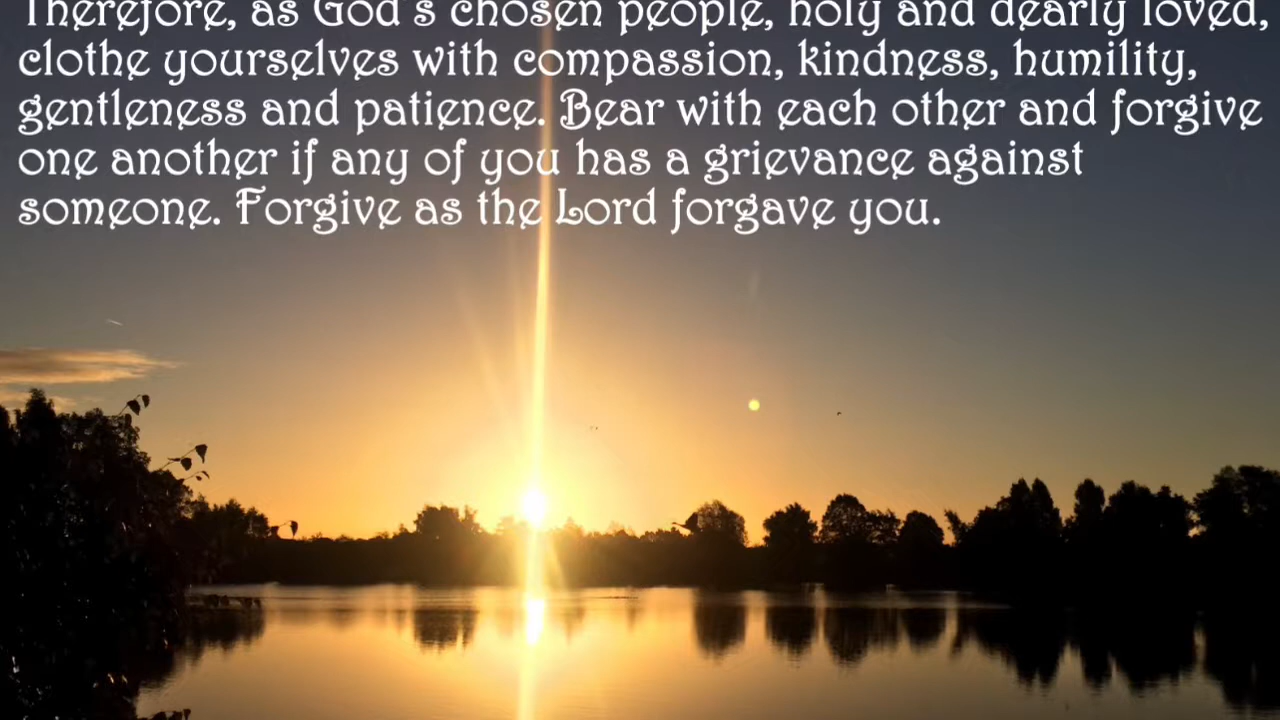 Therefore, as God's chosen people, holy and dearly loved,
clothe yourselves with compassion, kindness, humility,
gentleness and patience. Bear with each other and forgive
one another if any of you has a grievance against
someone. Forgive as the Lord forgave you.